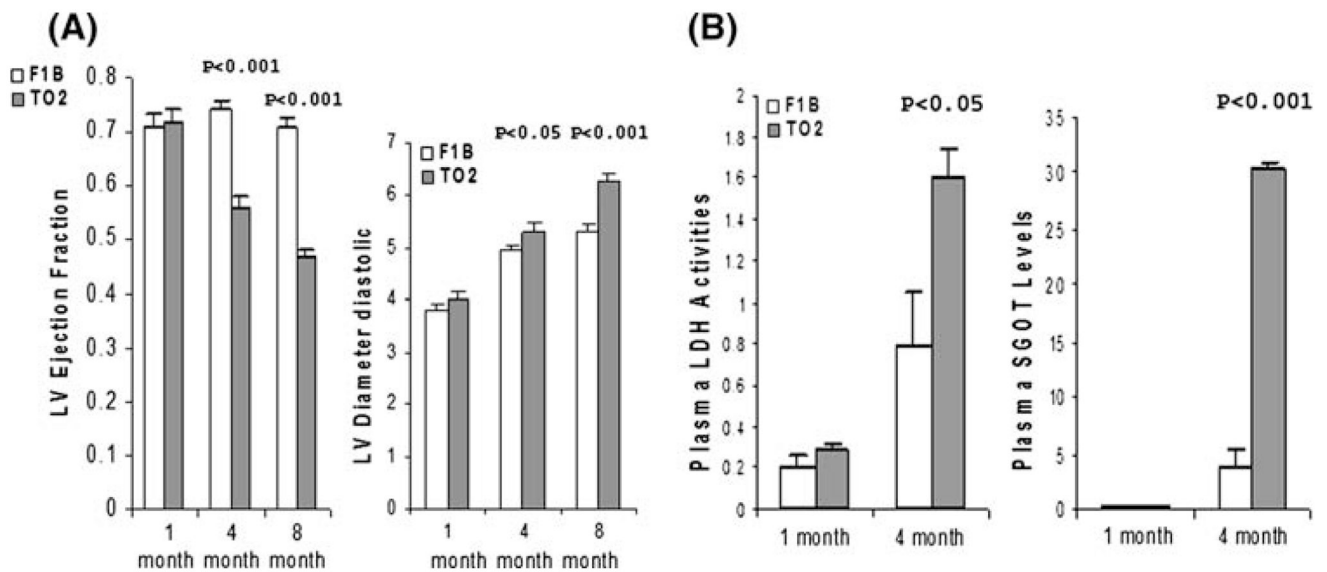 (A)
F1B
TO2
P<0.001
P<0.001
LV Ejection Fraction
0.8
0.7
0.6
0.5
0.4
0.3
0.2
0.1
0
1
month
4
month
8
month
F1B
TO2
P<0.05
P<0.001
LV Diameter diastolic
7
6
5
4
3
2
1
0
1
month
4
month
8
month
(B)
F1B
TO2
P<0.05
Plasma LDH Activities
2
1.8
1.6
1.4
1.2
1
0.8
0.6
0.4
0.2
0
1 month
4 month
P<0.001
Plasma SGOT Levels
35
30
25
20
15
10
5
0
1 month
4 month